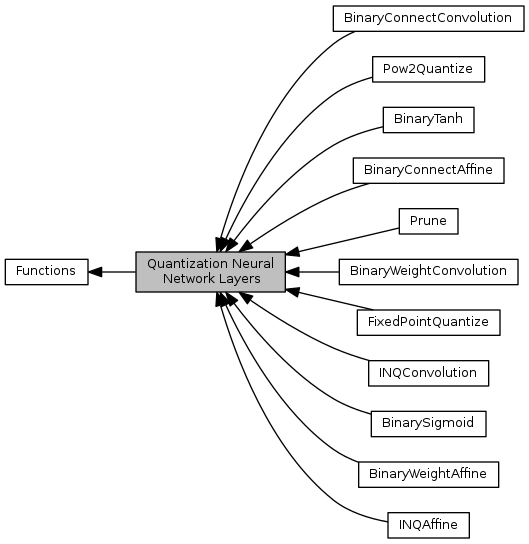 BinaryConnectConvolution
Pow2Quantize
BinaryTanh
BinaryConnectAffine
Prune
Functions
Quantization Neural
Network Layers
BinaryWeightConvolution
FixedPointQuantize
INQConvolution
BinarySigmoid
BinaryWeightAffine
INQAffine